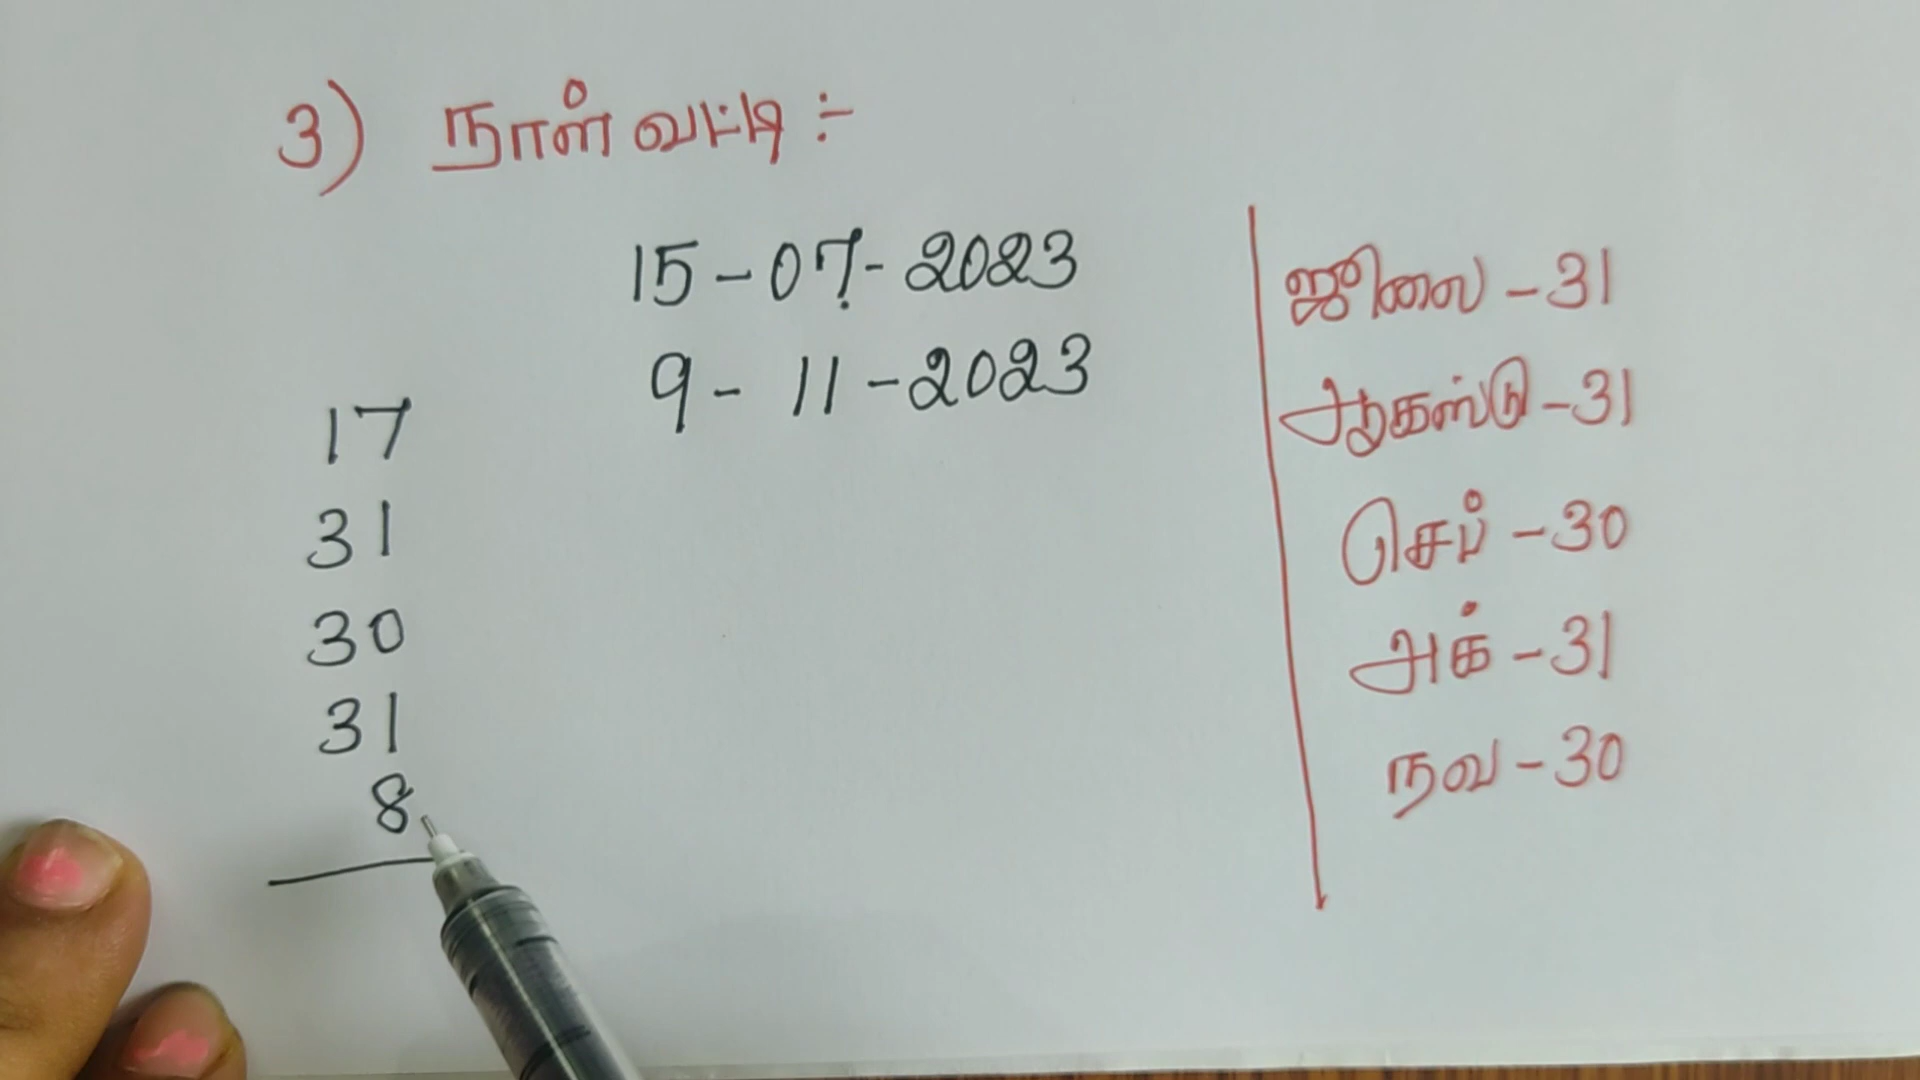 3) நாள் வட்டி :-
15-07-2023
9- 11 -2023
17
31
30
31
8
ஜூலை -31
ஆகஸ்டு -31
செப் -30
அக் -31
நவ -30